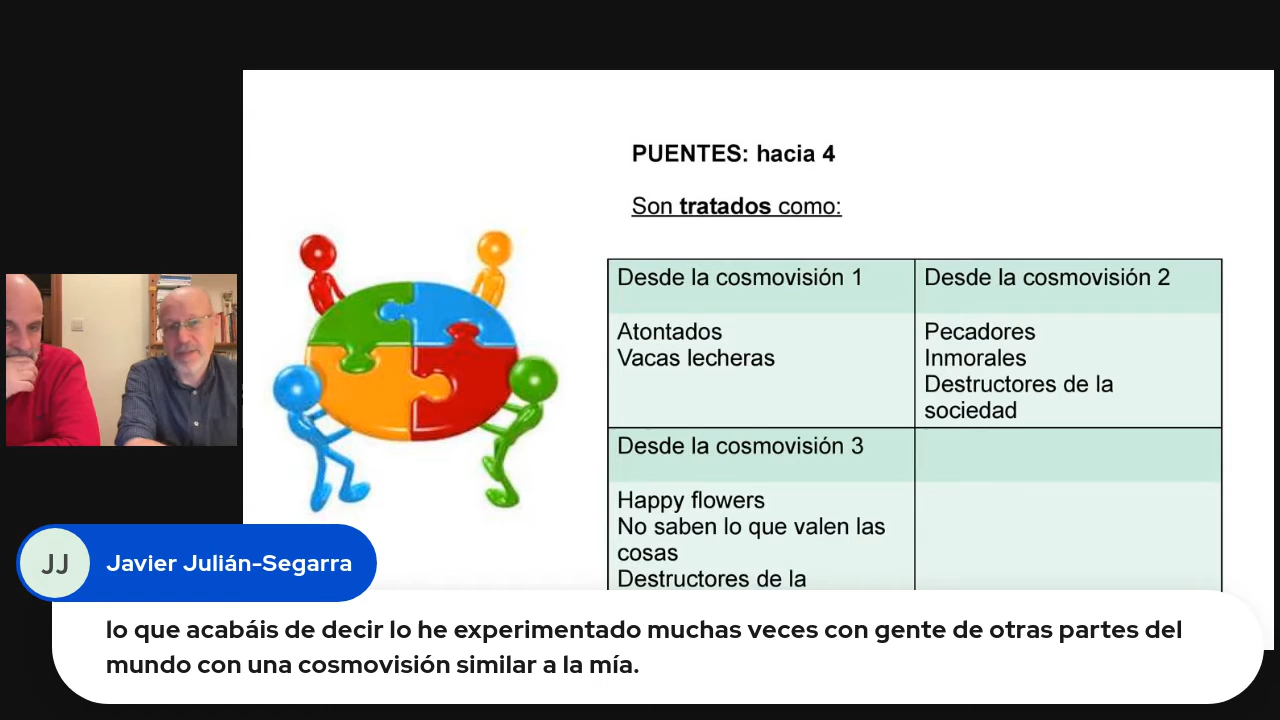 PUENTES: hacia 4
Son tratados como:
Desde la cosmovisión 1
Atontados
Vacas lecheras
Desde la cosmovisión 2
Pecadores
Inmorales
Destructores de la
sociedad
Desde la cosmovisión 3
Happy flowers
No saben lo que valen las
cosas
Destructores de la
JJ
Javier Julián-Segarra
lo que acabáis de decir lo he experimentado muchas veces con gente de otras partes del
mundo con una cosmovisión similar a la mía.